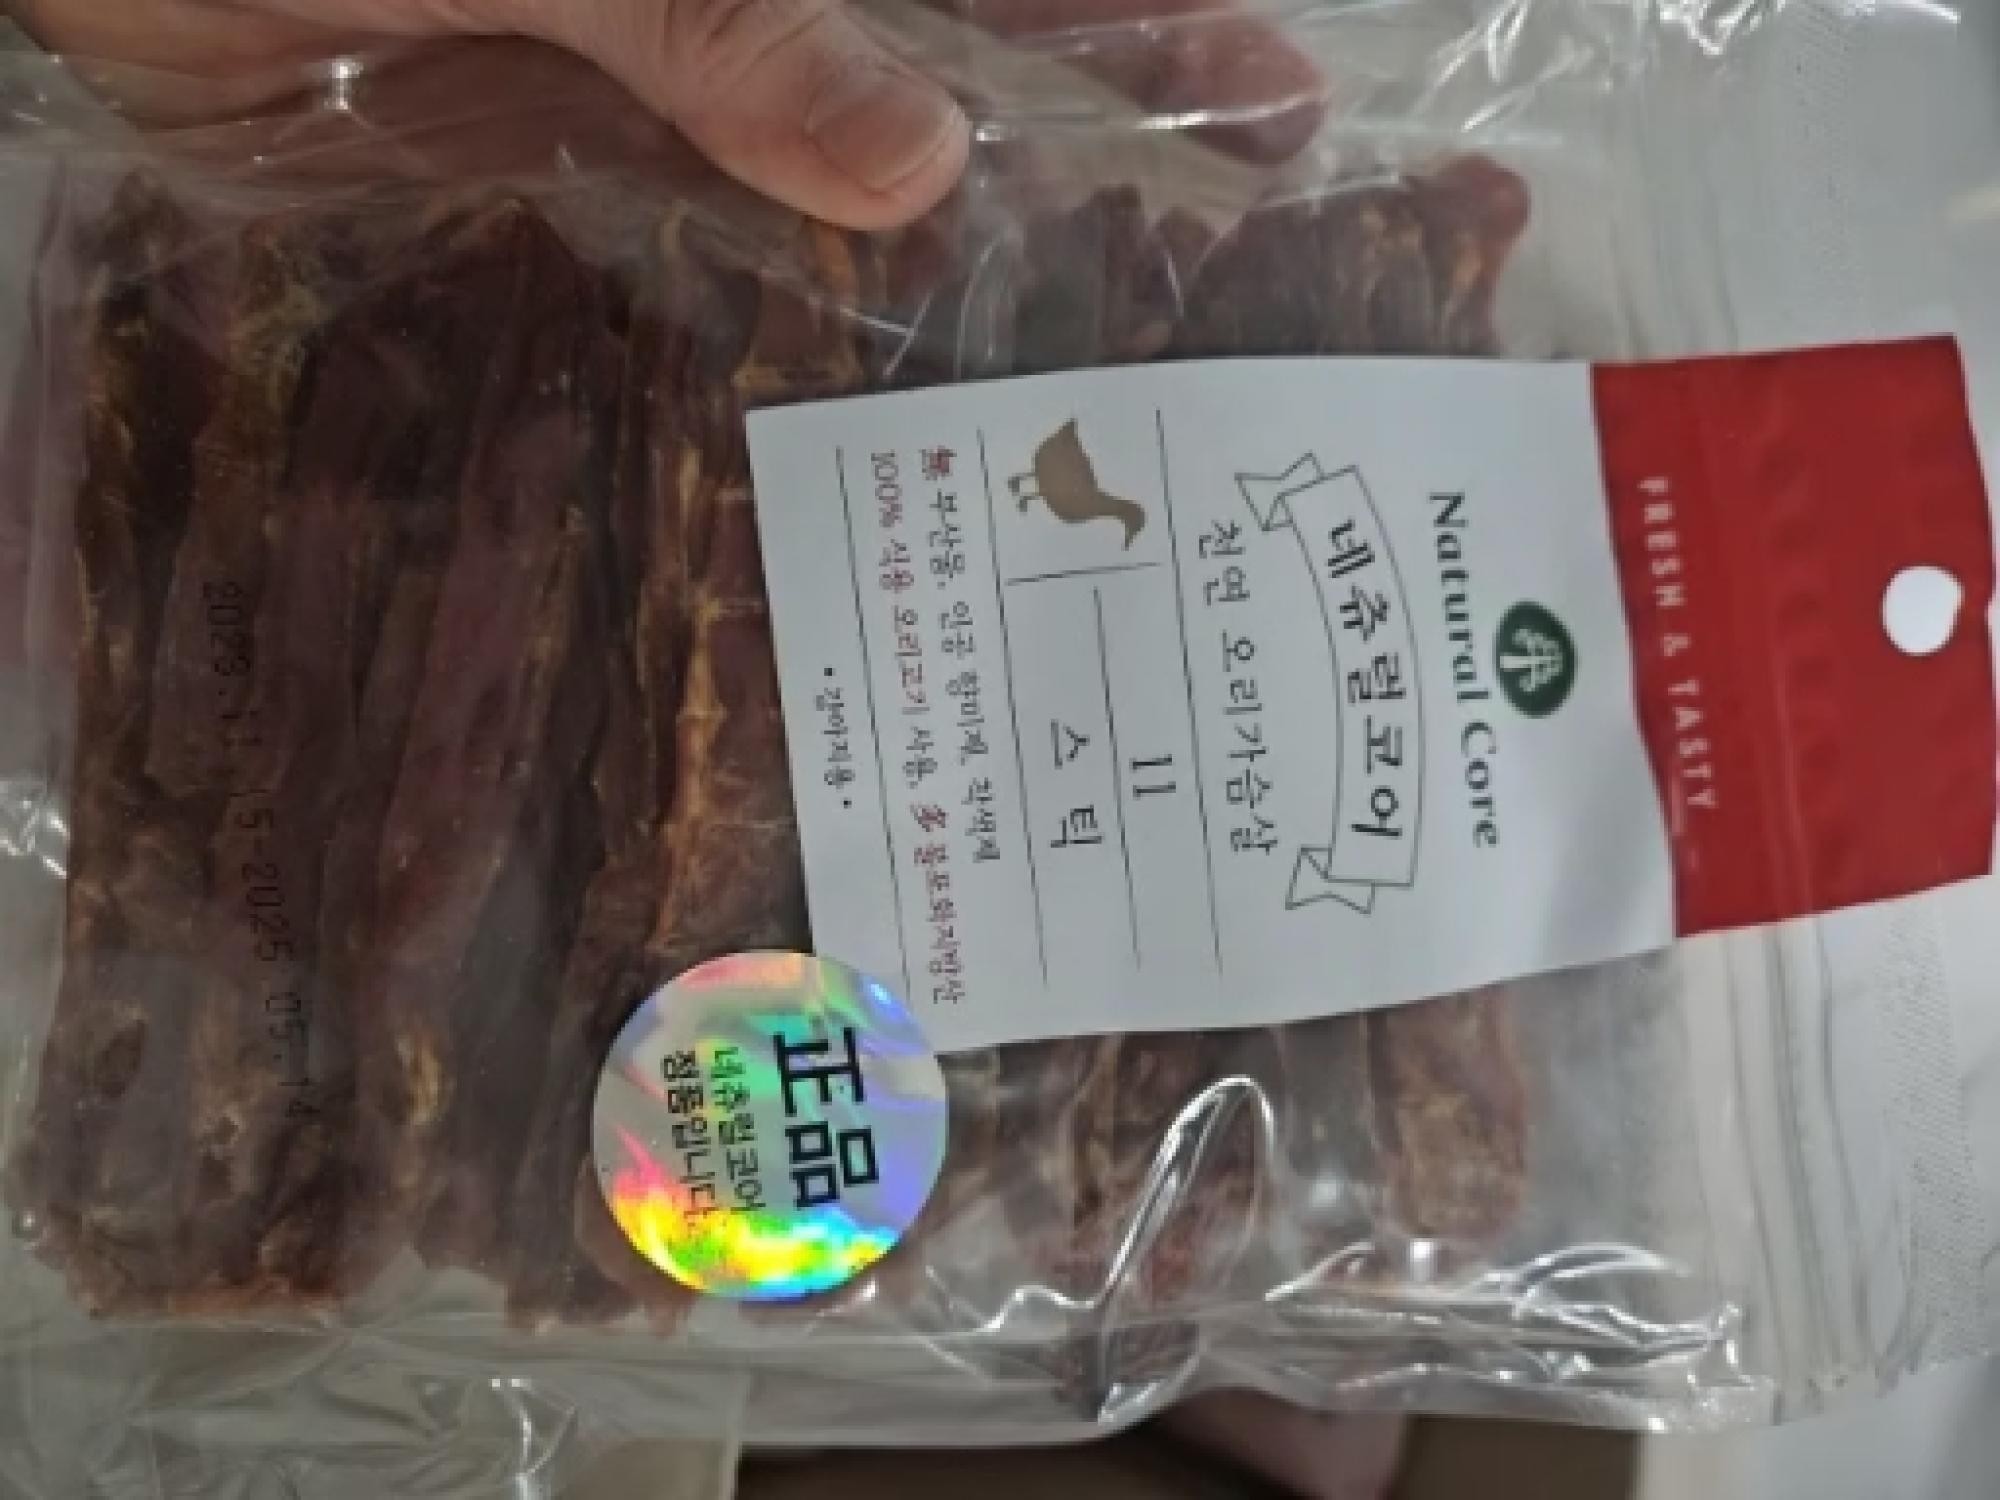 FRESH & TASTY
Natural Core
네츄럴코어
천연 오리가슴살
11
스틱
無 부산물, 인공 향미제, 착색제
100% 식용 오리고기 사용, 多 불포화지방산
• 강아지용 •
正品
네츄럴코어
정품입니다.
2023.11.15-2025.05.14